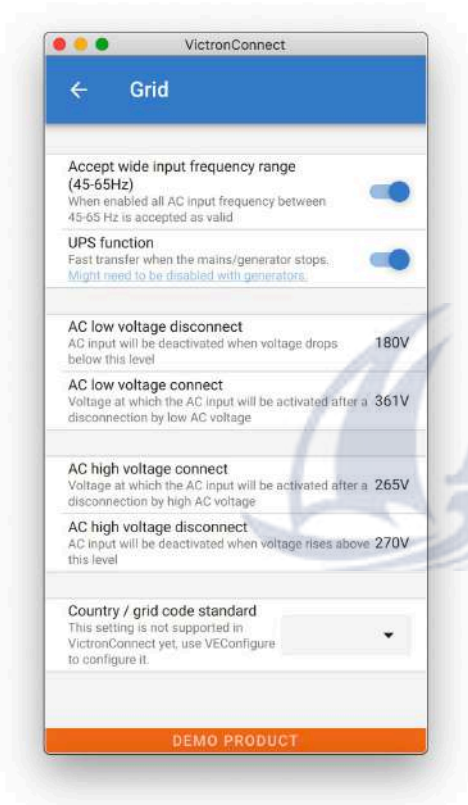 VictronConnect
Grid
Accept wide input frequency range
(45-65Hz)
When enabled all AC input frequency between
45-65 Hz is accepted as valid
UPS function
Fast transfer when the mains/generator stops.
Might need to be disabled with generators.
AC low voltage disconnect
AC input will be deactivated when voltage drops 180V
below this level
AC low voltage connect
Voltage at which the AC input will be activated after a 361V
disconnection by low AC voltage
AC high voltage connect
Voltage at which the AC input will be activated after a 265V
disconnection by high AC voltage
AC high voltage disconnect
AC input will be deactivated when voltage rises above 270V
this level
Country / grid code standard
This setting is not supported in
VictronConnect yet, use VEConfigure
to configure it.
DEMO PRODUCT